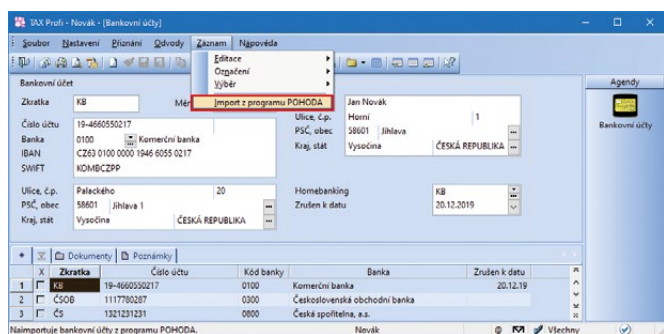 TAX Profi - Novák - [Bankovní účty]
Soubor Nastavení Přiznání Odvody Záznam Nápověda
Editace
Označení
Výběr
Import z programu POHODA
Agendy
Bankovní účty
Bankovní účet
Zkratka KB Měn Jan Novák
Ulice, č.p. Horní 1
Číslo účtu 19-4660550217 PSČ, obec 58601 Jihlava
Banka 0100 Komerční banka Kraj, stát Vysočina ČESKÁ REPUBLIKA
IBAN CZ63 0100 0000 1946 6055 0217
SWIFT KOMBCZPP
Ulice, č.p. Palackého 20 Homebanking KB
PSČ, obec 58601 Jihlava 1 Zrušen k datu 20.12.2019
Kraj, stát Vysočina ČESKÁ REPUBLIKA
Dokumenty Poznámky
X Zkratka Číslo účtu Kód banky Banka Zrušen k datu
1 KB 19-4660550217 0100 Komerční banka 20.12.19
2 ČSOB 1117780287 0300 Československá obchodní banka
3 ČS 1321231231 0800 Česká spořitelna, a.s.
Naimportuje bankovní účty z programu POHODA. Novák @ Všechny